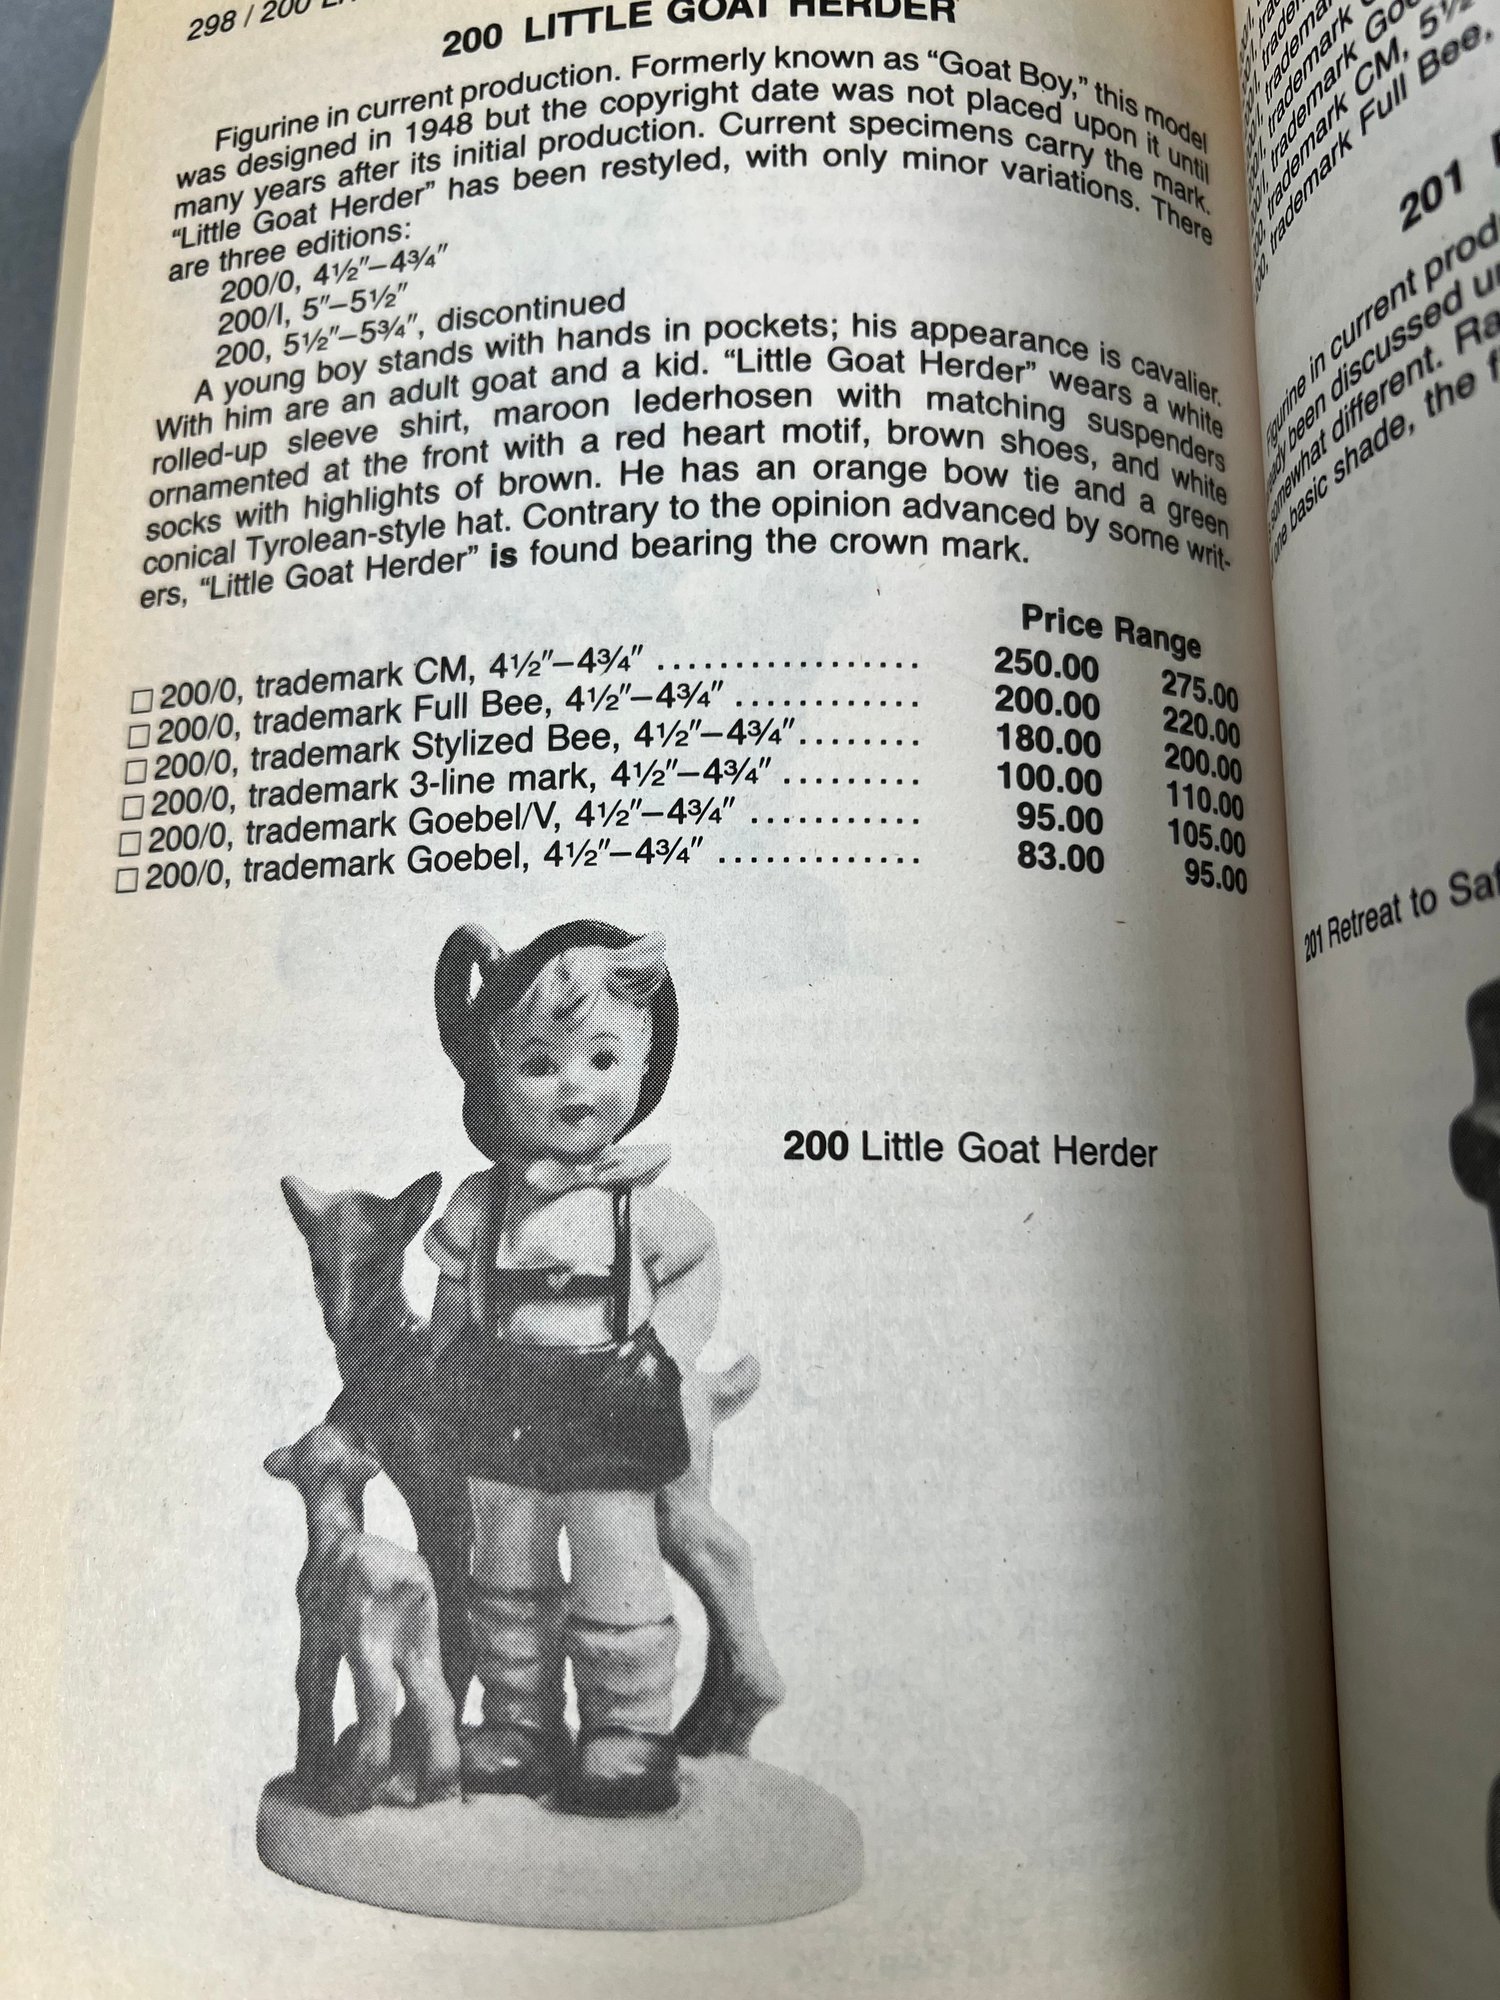 298 / 200
200 LITTLE GOAT HERDER
Figurine in current production. Formerly known as “Goat Boy,” this model
was designed in 1948 but the copyright date was not placed upon it until
many years after its initial production. Current specimens carry the mark.
“Little Goat Herder” has been restyled, with only minor variations. There
are three editions:
200/0, 4½″–4¾″
200/I, 5″–5½″
200, 5½″–5¾″, discontinued
A young boy stands with hands in pockets; his appearance is cavalier.
With him are an adult goat and a kid. “Little Goat Herder” wears a white
rolled-up sleeve shirt, maroon lederhosen with matching suspenders
ornamented at the front with a red heart motif, brown shoes, and white
socks with highlights of brown. He has an orange bow tie and a green
conical Tyrolean-style hat. Contrary to the opinion advanced by some writ-
ers, “Little Goat Herder” is found bearing the crown mark.
Price Range
□ 200/0, trademark CM, 4½″–4¾″ .................. 250.00 275.00
□ 200/0, trademark Full Bee, 4½″–4¾″ ............. 200.00 220.00
□ 200/0, trademark Stylized Bee, 4½″–4¾″ ........ 180.00 200.00
□ 200/0, trademark 3-line mark, 4½″–4¾″ ......... 100.00 110.00
□ 200/0, trademark Goebel/V, 4½″–4¾″ ........... 95.00 105.00
□ 200/0, trademark Goebel, 4½″–4¾″ ............. 83.00 95.00
200 Little Goat Herder
trademark
trademark
trademark CM, 5½
trademark Full Bee,
201
Figurine in current
been discussed
different.
one basic shade, the
201 Retreat to